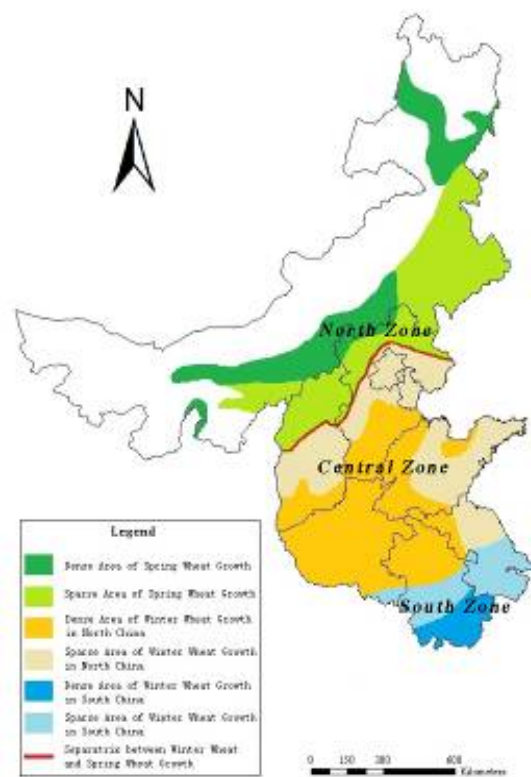 N
North Zone
Central Zone
South Zone
Legend
Dense Area of Spring Wheat Growth
Sparse Area of Spring Wheat Growth
Dense Area of Winter Wheat Growth
in North China
Sparse Area of Winter Wheat Growth
in North China
Dense Area of Winter Wheat Growth
in South China
Sparse Area of Winter Wheat Growth
in South China
Separatrix between Winter Wheat
and Spring Wheat Growth
0 150 300 600
Kilometers